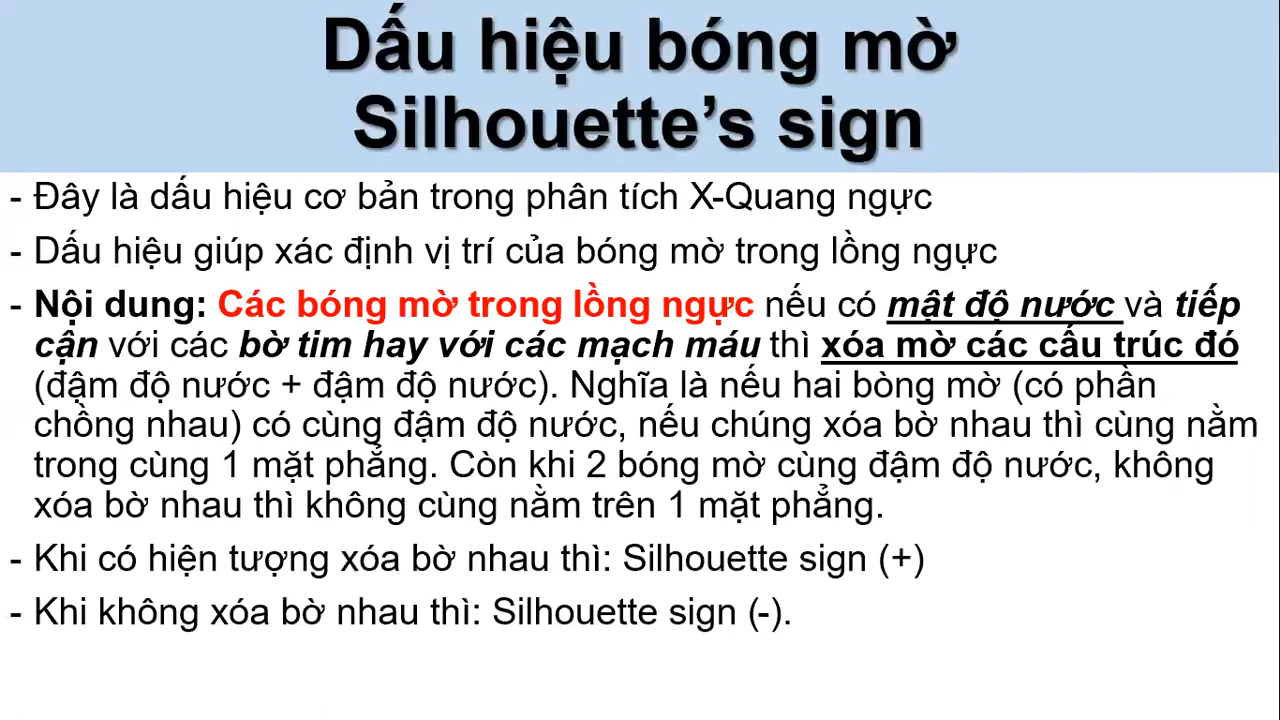 Dấu hiệu bóng mờ
Silhouette’s sign
- Đây là dấu hiệu cơ bản trong phân tích X-Quang ngực
- Dấu hiệu giúp xác định vị trí của bóng mờ trong lồng ngực
- Nội dung: Các bóng mờ trong lồng ngực nếu có mật độ nước và tiếp
cận với các bờ tim hay với các mạch máu thì xóa mờ các cấu trúc đó
(đậm độ nước + đậm độ nước). Nghĩa là nếu hai bòng mờ (có phần
chồng nhau) có cùng đậm độ nước, nếu chúng xóa bờ nhau thì cùng nằm
trong cùng 1 mặt phẳng. Còn khi 2 bóng mờ cùng đậm độ nước, không
xóa bờ nhau thì không cùng nằm trên 1 mặt phẳng.
- Khi có hiện tượng xóa bờ nhau thì: Silhouette sign (+)
- Khi không xóa bờ nhau thì: Silhouette sign (-).